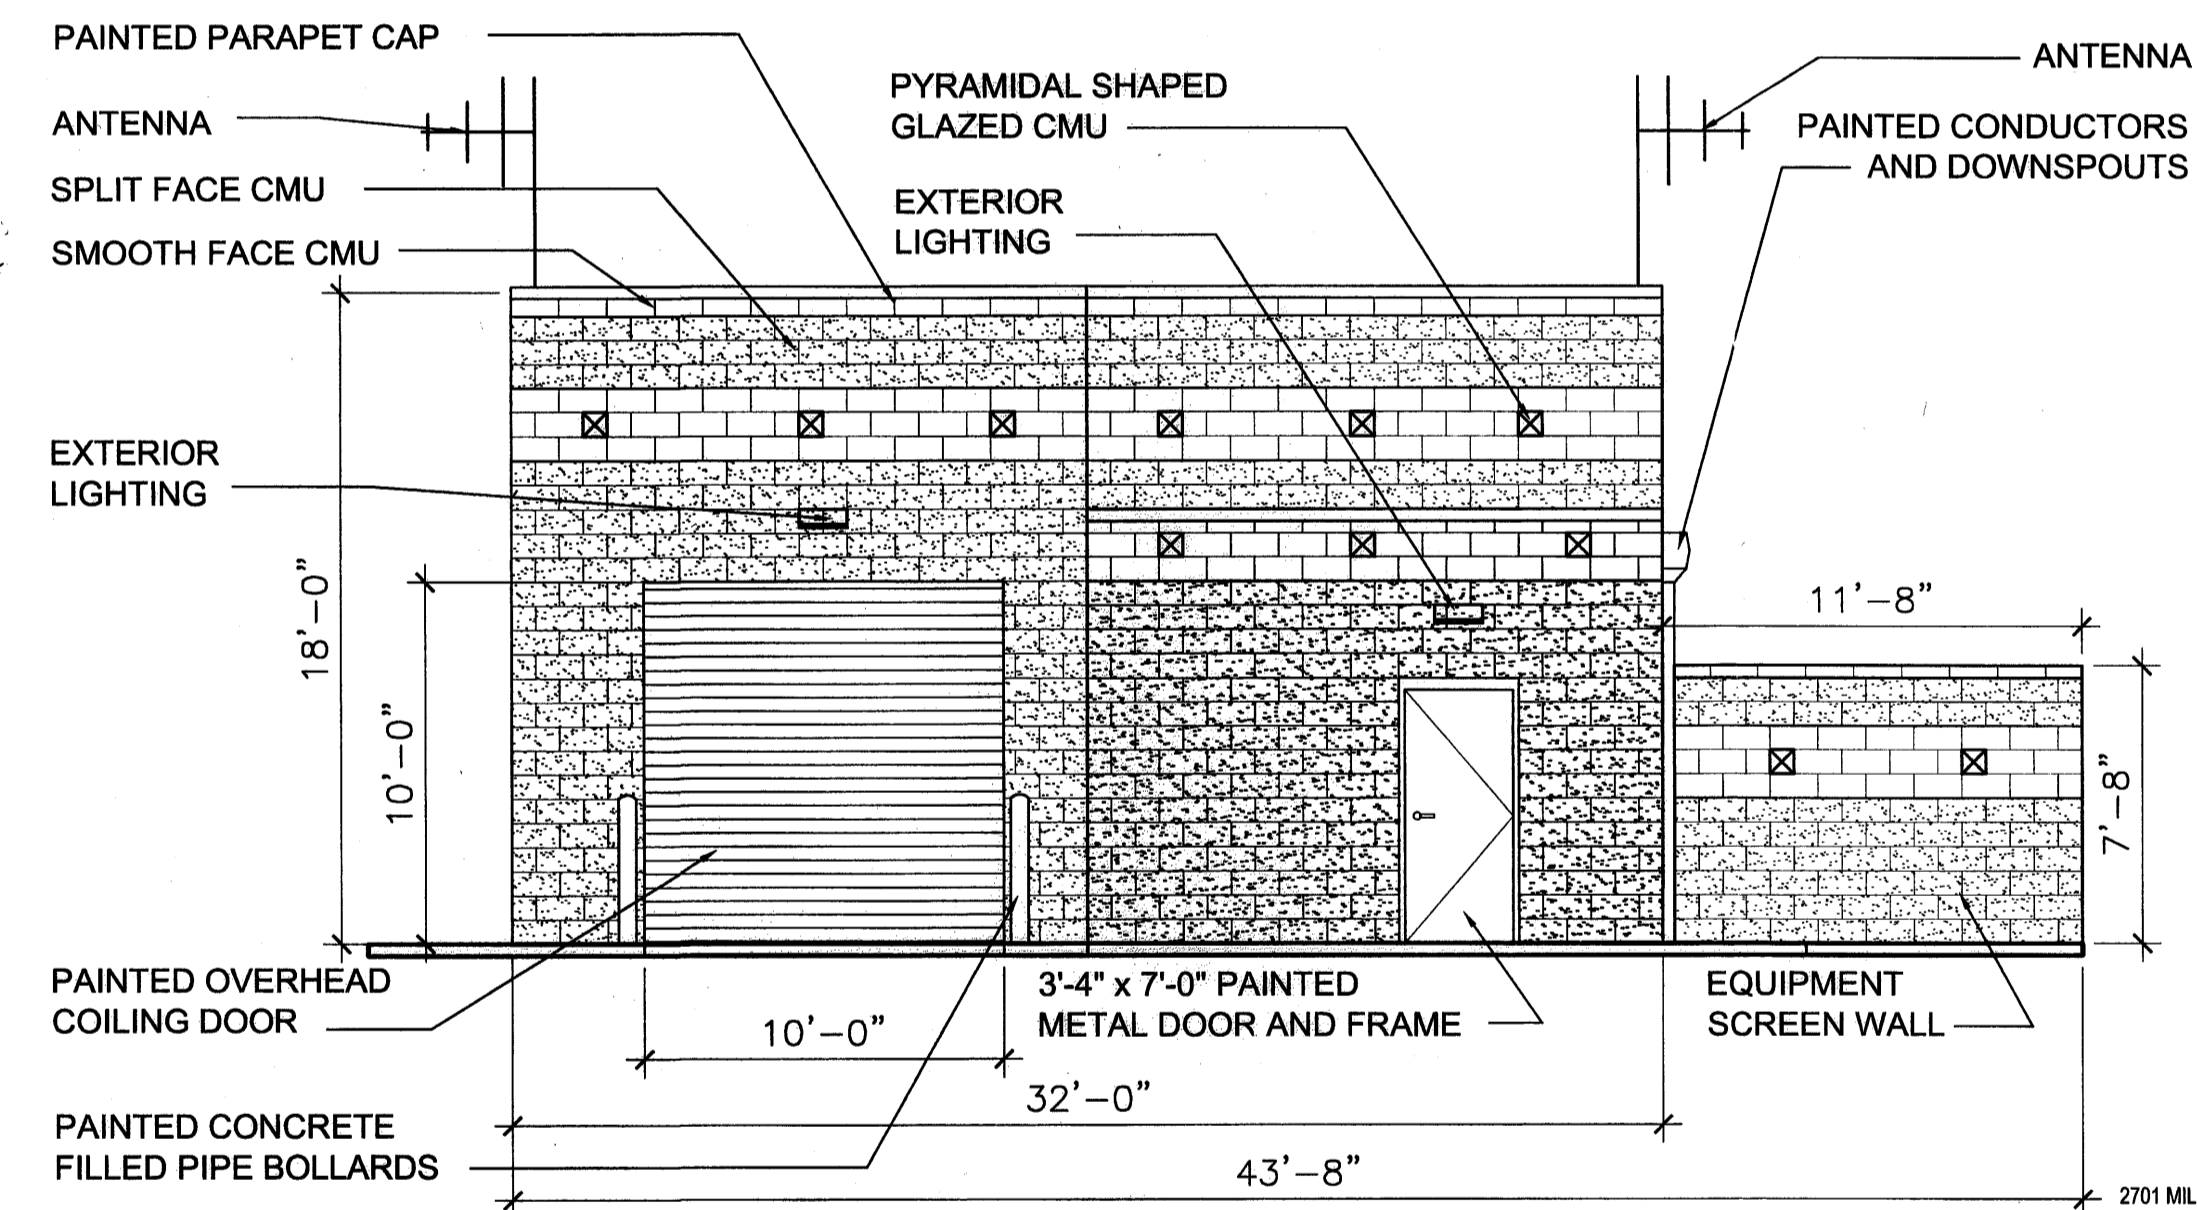 PAINTED PARAPET CAP
ANTENNA
SPLIT FACE CMU
SMOOTH FACE CMU
PYRAMIDAL SHAPED
GLAZED CMU
EXTERIOR
LIGHTING
ANTENNA
PAINTED CONDUCTORS
AND DOWNSPOUTS
EXTERIOR
LIGHTING
18'-0"
10'-0"
11'-8"
7'-8"
PAINTED OVERHEAD
COILING DOOR
10'-0"
3'-4" x 7'-0" PAINTED
METAL DOOR AND FRAME
EQUIPMENT
SCREEN WALL
32'-0"
PAINTED CONCRETE
FILLED PIPE BOLLARDS
43'-8"
2701 MIL